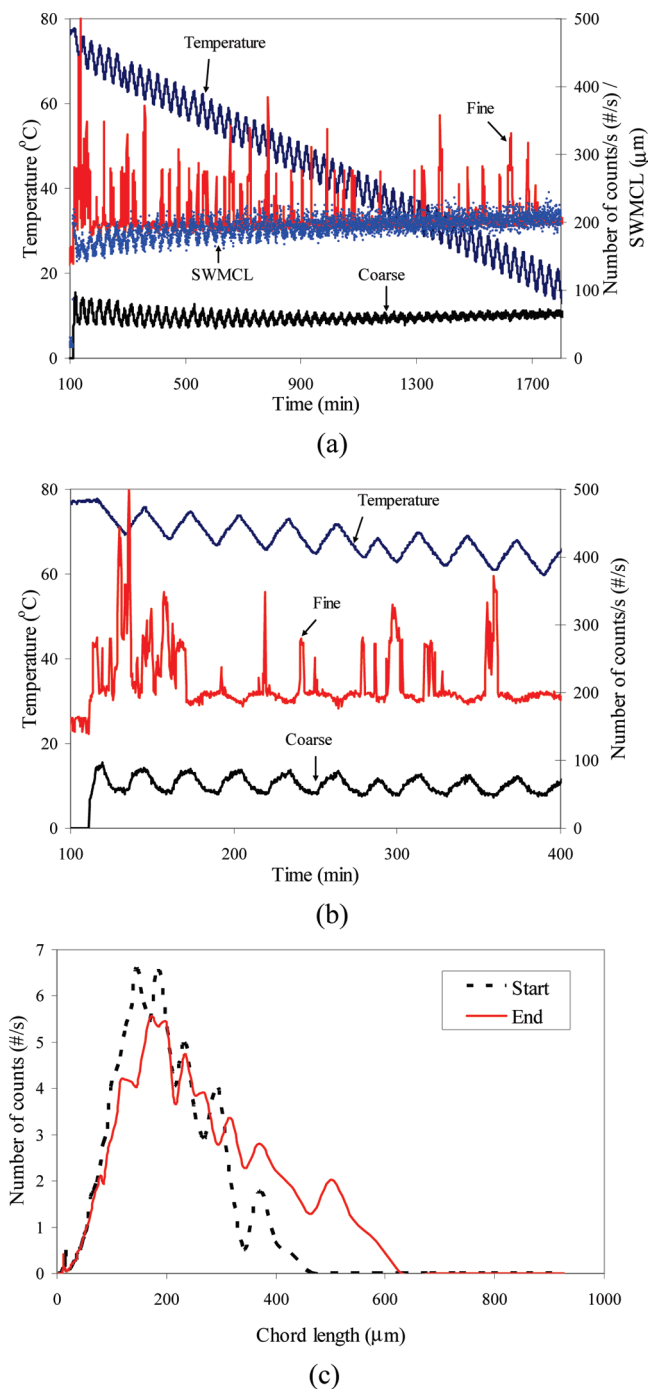 80
500
Temperature
60
400
Fine
300
40
200
20
SWMCL
Coarse
100
0
0
100
500
900
1300
1700
Temperature (°C)
Number of counts/s (#/s) /
SWMCL (μm)
Time (min)
(a)
80
500
Temperature
400
60
Fine
300
40
200
Coarse
20
100
0
0
100
200
300
400
Temperature (°C)
Number of counts/s (#/s)
Time (min)
(b)
7
Start
End
6
5
4
3
2
1
0
0
200
400
600
800
1000
Number of counts (#/s)
Chord length (μm)
(c)